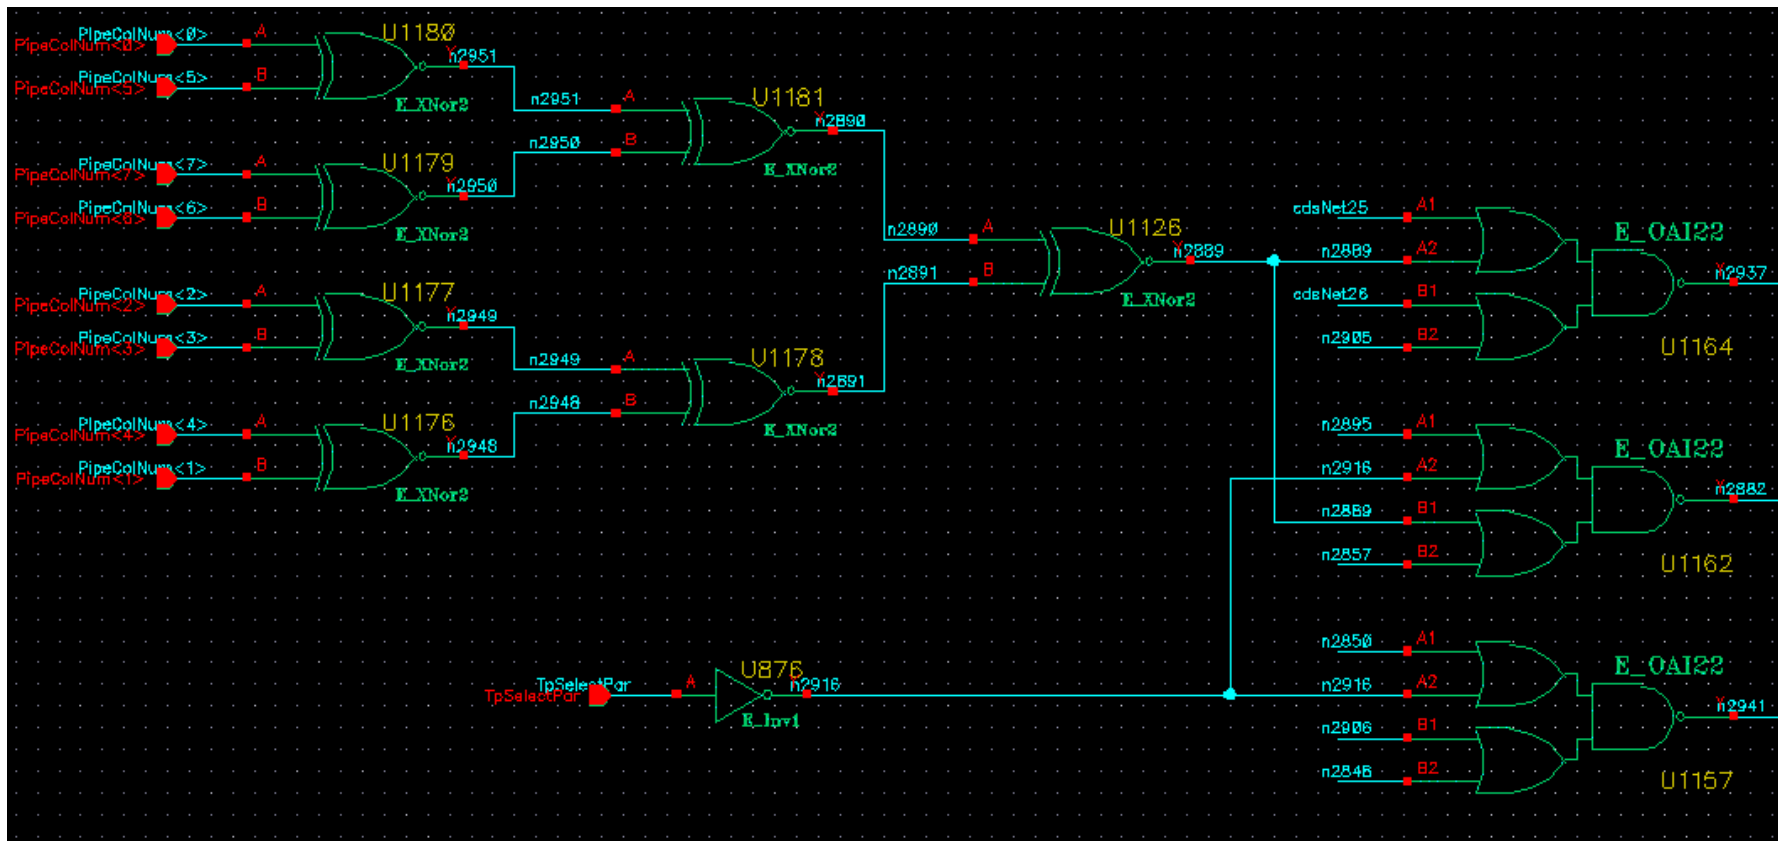 PipeColNum<0>
PipeColNum<0>
A
U1180
Y
n2951
PipeColNum<5>
PipeColNum<5>
B
E_XNor2
n2951
A
U1181
Y
n2890
n2950
B
E_XNor2
PipeColNum<7>
PipeColNum<7>
A
U1179
Y
n2950
PipeColNum<6>
PipeColNum<6>
B
E_XNor2
n2890
A
U1126
Y
n2889
n2891
B
E_XNor2
cdsNet25
A1
E_OAI22
n2889
A2
Y
n2937
cdsNet26
B1
n2905
B2
U1164
PipeColNum<2>
PipeColNum<2>
A
U1177
Y
n2949
PipeColNum<3>
PipeColNum<3>
B
E_XNor2
n2949
A
U1178
Y
n2891
n2948
B
E_XNor2
PipeColNum<4>
PipeColNum<4>
A
U1176
Y
n2948
PipeColNum<1>
PipeColNum<1>
B
E_XNor2
n2895
A1
E_OAI22
n2916
A2
Y
n2882
n2889
B1
n2857
B2
U1162
TpSelectPar
TpSelectPar
A
U876
Y
n2916
E_Inv1
n2850
A1
E_OAI22
n2916
A2
Y
n2941
n2906
B1
n2848
B2
U1157